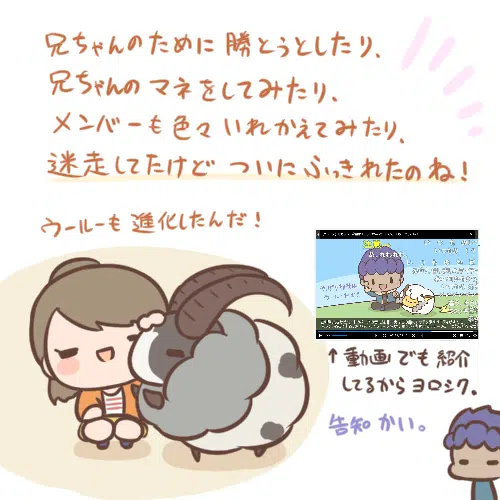 兄ちゃんのために勝とうとしたり、
兄ちゃんのマネをしてみたり、
メンバーも色々いれかえてみたり、
迷走してたけどついにふっきれたのね!
ウールーも進化したんだ!
↑動画でも紹介
してるからヨロシク。
告知かい。